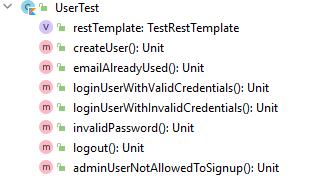 UserTest
restTemplate: TestRestTemplate
createUser(): Unit
emailAlreadyUsed(): Unit
loginUserWithValidCredentials(): Unit
loginUserWithInvalidCredentials(): Unit
invalidPassword(): Unit
logout(): Unit
adminUserNotAllowedToSignup(): Unit